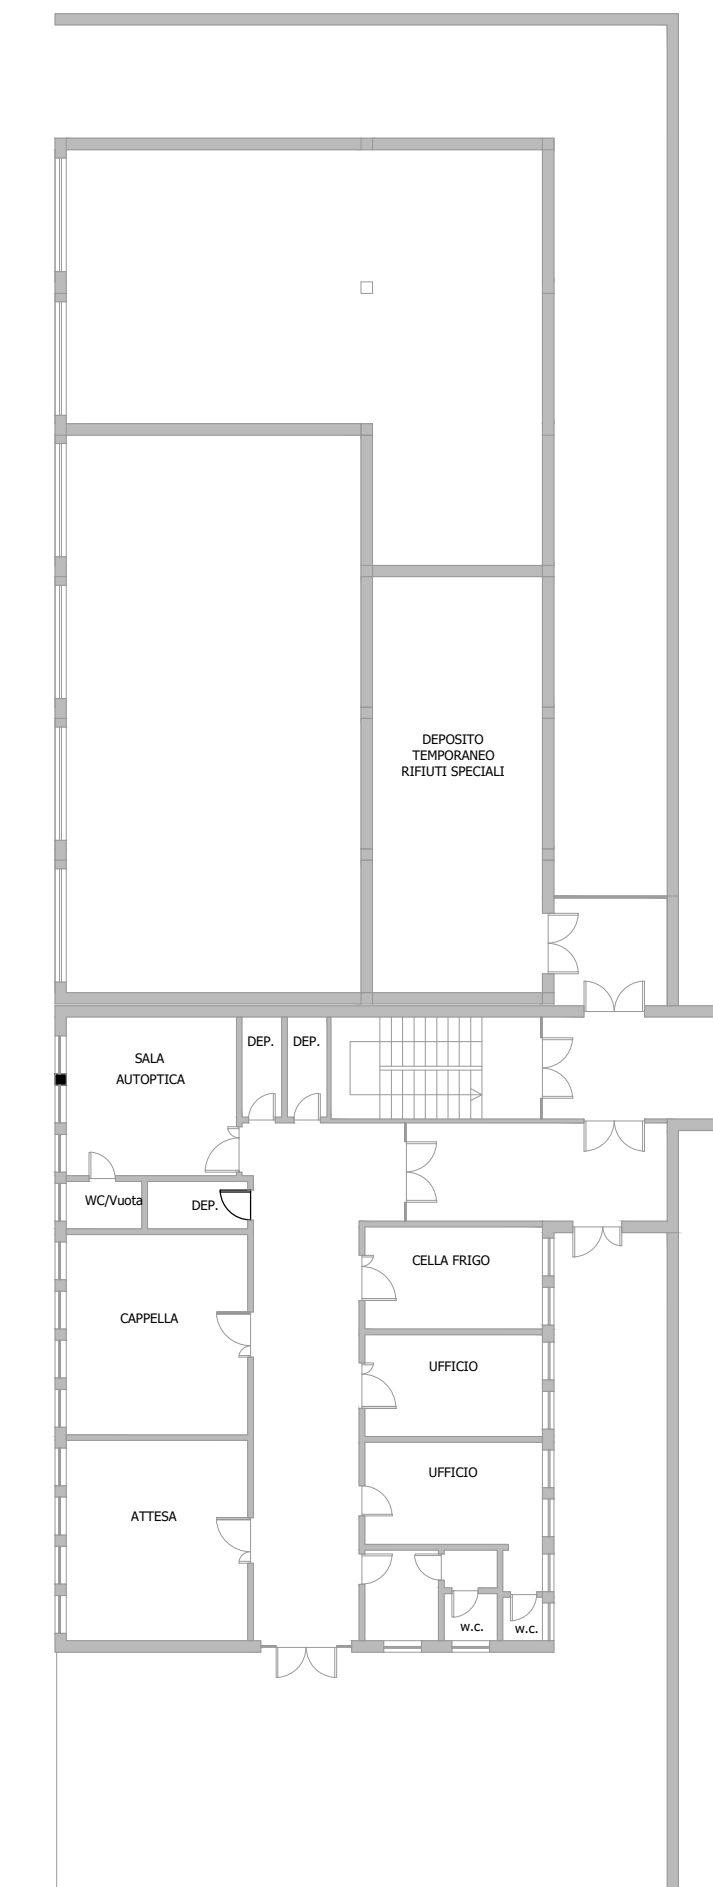 DEPOSITO
TEMPORANEO
RIFIUTI SPECIALI
DEP.
DEP.
SALA
AUTOPTICA
WC/Vuota
DEP.
CELLA FRIGO
CAPPELLA
UFFICIO
UFFICIO
ATTESA
w.c.
w.c.